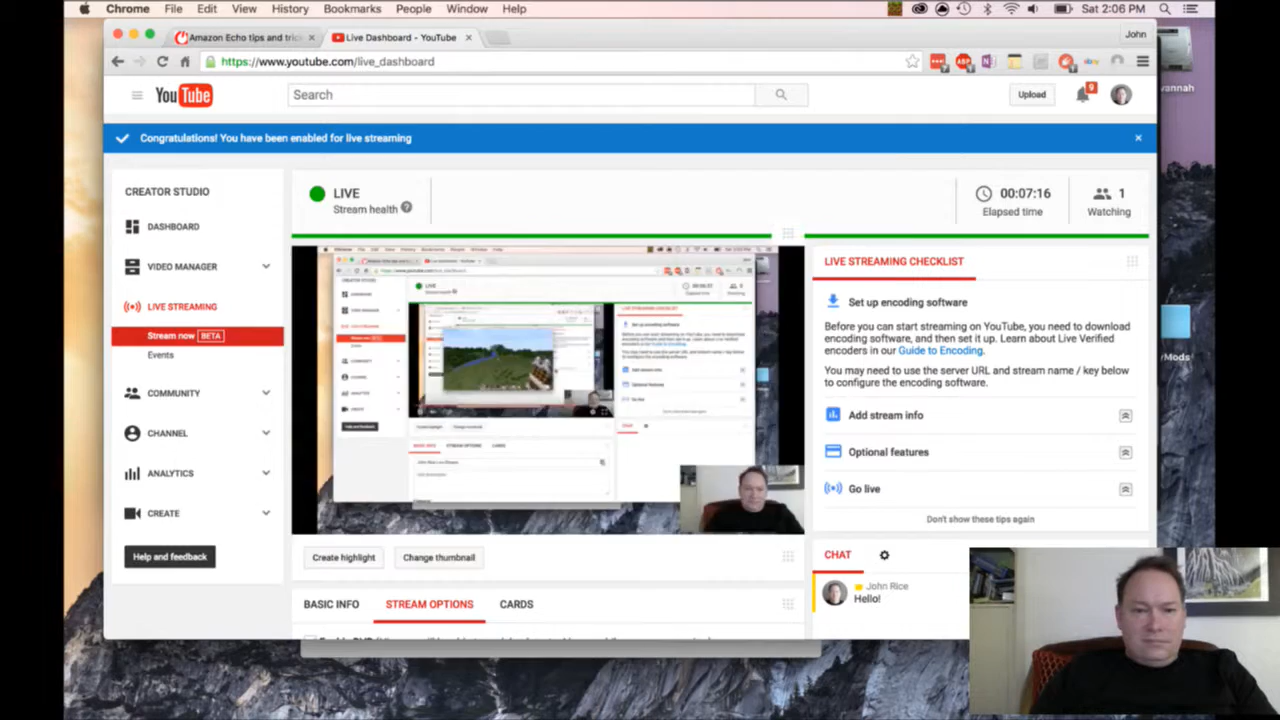 Chrome File Edit View History Bookmarks People Window Help Sat 2:06 PM
Amazon Echo tips and tric
Live Dashboard - YouTube
John
https://www.youtube.com/live_dashboard
vannah
YouTube
Search
Upload
9
Congratulations! You have been enabled for live streaming
CREATOR STUDIO
DASHBOARD
VIDEO MANAGER
LIVE STREAMING
Stream now BETA
Events
COMMUNITY
CHANNEL
ANALYTICS
CREATE
Help and feedback
LIVE
Stream health
00:07:16
Elapsed time
1
Watching
Create highlight
Change thumbnail
BASIC INFO
STREAM OPTIONS
CARDS
LIVE STREAMING CHECKLIST
Set up encoding software
Before you can start streaming on YouTube, you need to download
encoding software, and then set it up. Learn about Live Verified
encoders in our Guide to Encoding.
You may need to use the server URL and stream name / key below
to configure the encoding software.
Add stream info
Optional features
Go live
Don't show these tips again
CHAT
John Rice
Hello!
yMods